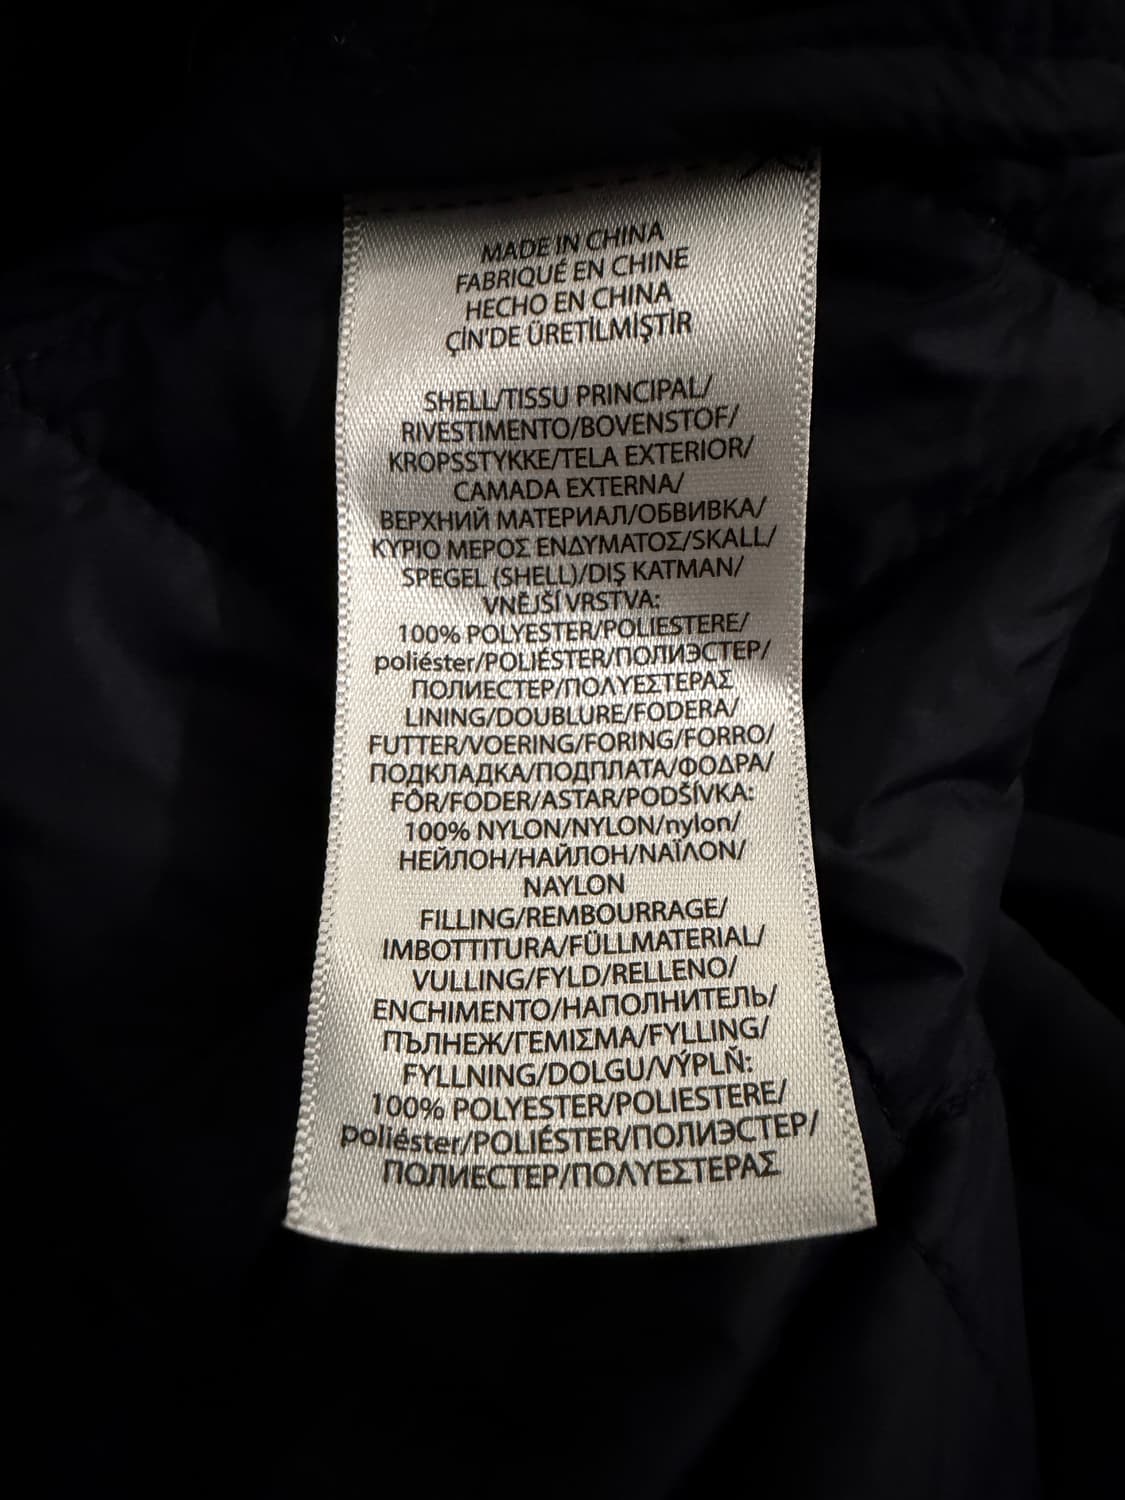 MADE IN CHINA
FABRIQUÉ EN CHINE
HECHO EN CHINA
ÇİN'DE ÜRETİLMİŞTİR
SHELL/TISSU PRINCIPAL/
RIVESTIMENTO/BOVENSTOF/
KROPSSTYKKE/TELA EXTERIOR/
CAMADA EXTERNA/
ВЕРХНИЙ МАТЕРИАЛ/ОБВИВКА/
ΚΥΡΙΟ ΜΕΡΟΣ ΕΝΔΥΜΑΤΟΣ/SKALL/
SPEGEL (SHELL)/DIŞ KATMAN/
VNĚJŠÍ VRSTVA:
100% POLYESTER/POLIESTERE/
poliéster/POLIÉSTER/ПОЛИЭСТЕР/
ПОЛИЕСТЕР/ΠΟΛΥΕΣΤΕΡΑΣ
LINING/DOUBLURE/FODERA/
FUTTER/VOERING/FORING/FORRO/
ПОДКЛАДКА/ПОДПЛАТА/ΦΟΔΡΑ/
FÔR/FODER/ASTAR/PODŠÍVKA:
100% NYLON/NYLON/nylon/
НЕЙЛОН/НАЙЛОН/ΝΑΪΛΟΝ/
NAYLON
FILLING/REMBOURRAGE/
IMBOTTITURA/FÜLLMATERIAL/
VULLING/FYLD/RELLENO/
ENCHIMENTO/НАПОЛНИТЕЛЬ/
ПЪЛНЕЖ/ΓΕΜΙΣΜΑ/FYLLING/
FYLLNING/DOLGU/VÝPLŇ:
100% POLYESTER/POLIESTERE/
poliéster/POLIÉSTER/ПОЛИЭСТЕР/
ПОЛИЕСТЕР/ΠΟΛΥΕΣΤΕΡΑΣ